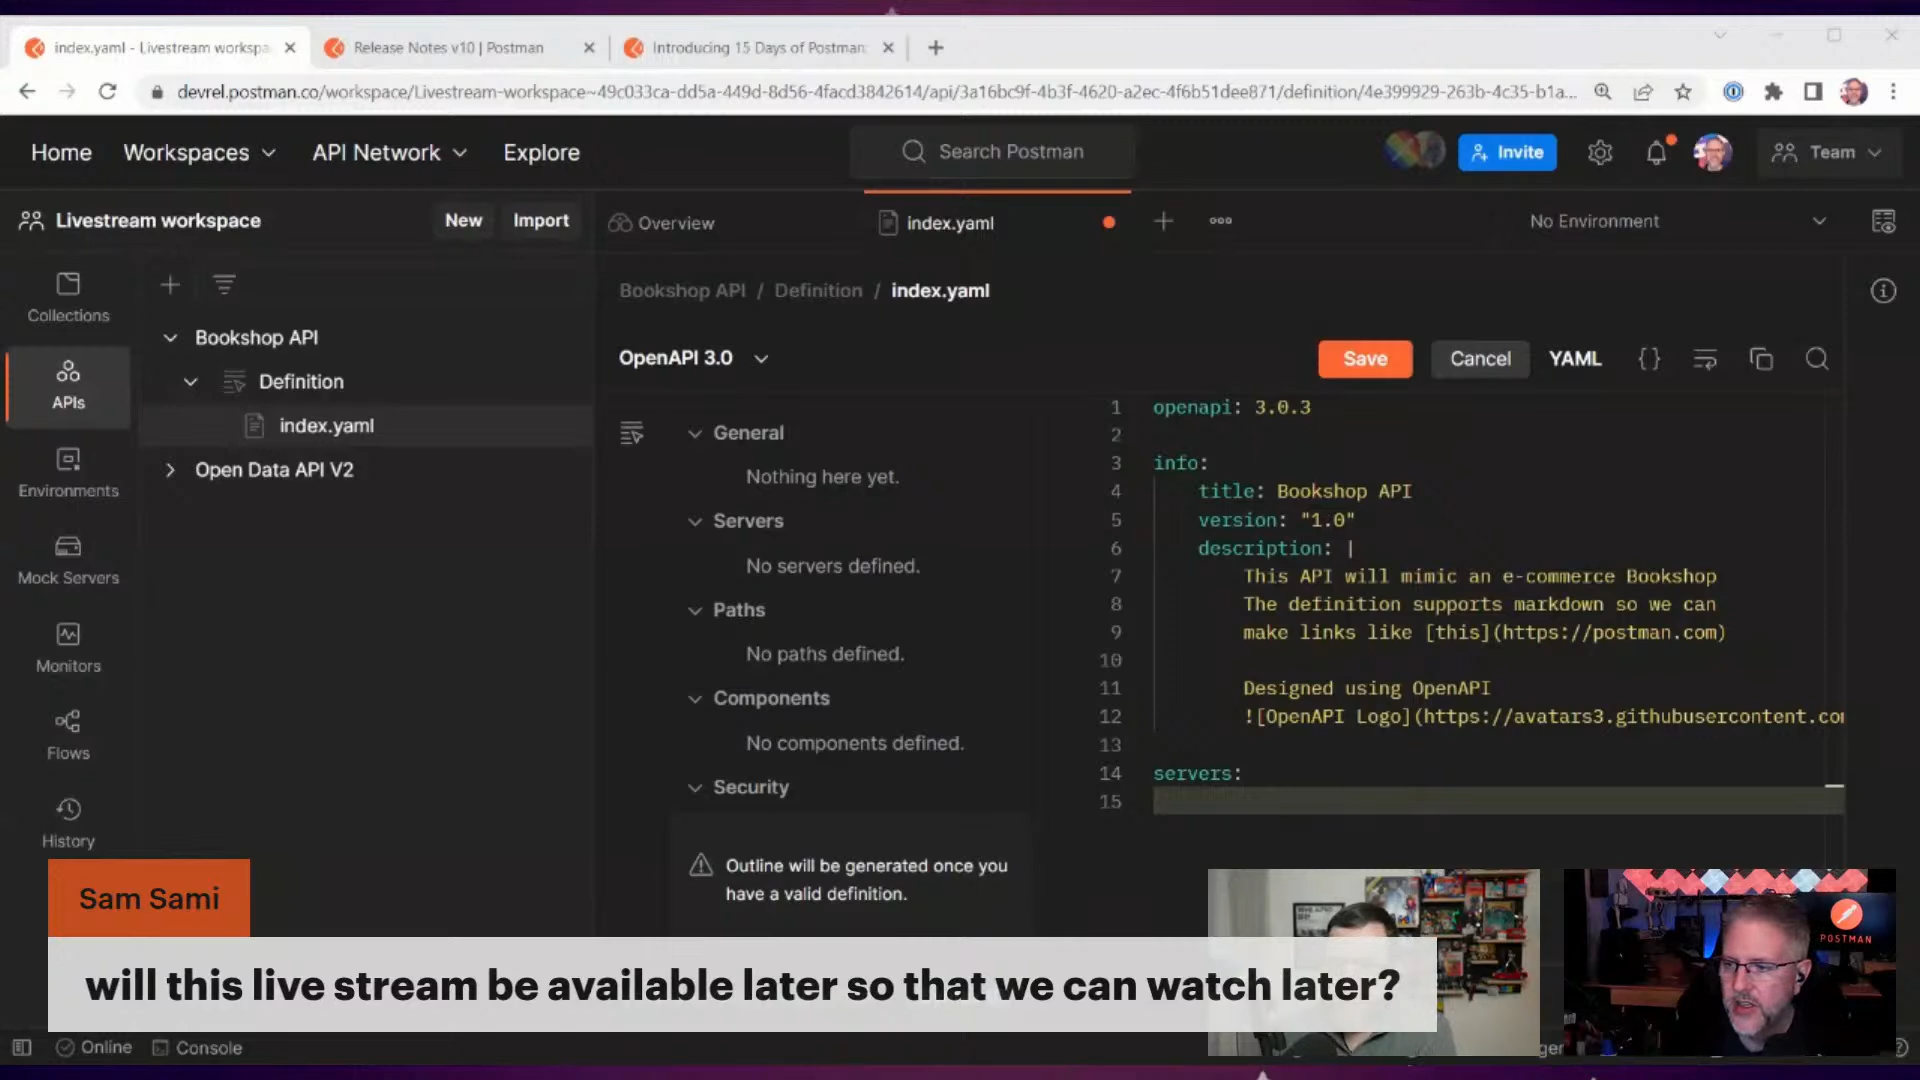 index.yaml - Livestream workspa
Release Notes v10 | Postman
Introducing 15 Days of Postman
devrel.postman.co/workspace/Livestream-workspace~49c033ca-dd5a-449d-8d56-4facd3842614/api/3a16bc9f-4b3f-4620-a2ec-4f6b51dee871/definition/4e399929-263b-4c35-b1a...
Home
Workspaces
API Network
Explore
Search Postman
Invite
Team
Livestream workspace
New
Import
Overview
index.yaml
No Environment
Collections
APIs
Environments
Mock Servers
Monitors
Flows
History
Bookshop API
Definition
index.yaml
Open Data API V2
Bookshop API / Definition / index.yaml
OpenAPI 3.0
Save
Cancel
YAML
General
Nothing here yet.
Servers
No servers defined.
Paths
No paths defined.
Components
No components defined.
Security
Outline will be generated once you
have a valid definition.
1 openapi: 3.0.3
2
3 info:
4 title: Bookshop API
5 version: "1.0"
6 description: |
7 This API will mimic an e-commerce Bookshop
8 The definition supports markdown so we can
9 make links like [this](https://postman.com)
10
11 Designed using OpenAPI
12 ![OpenAPI Logo](https://avatars3.githubusercontent.co
13
14 servers:
15
Sam Sami
will this live stream be available later so that we can watch later?
POSTMAN
Online
Console